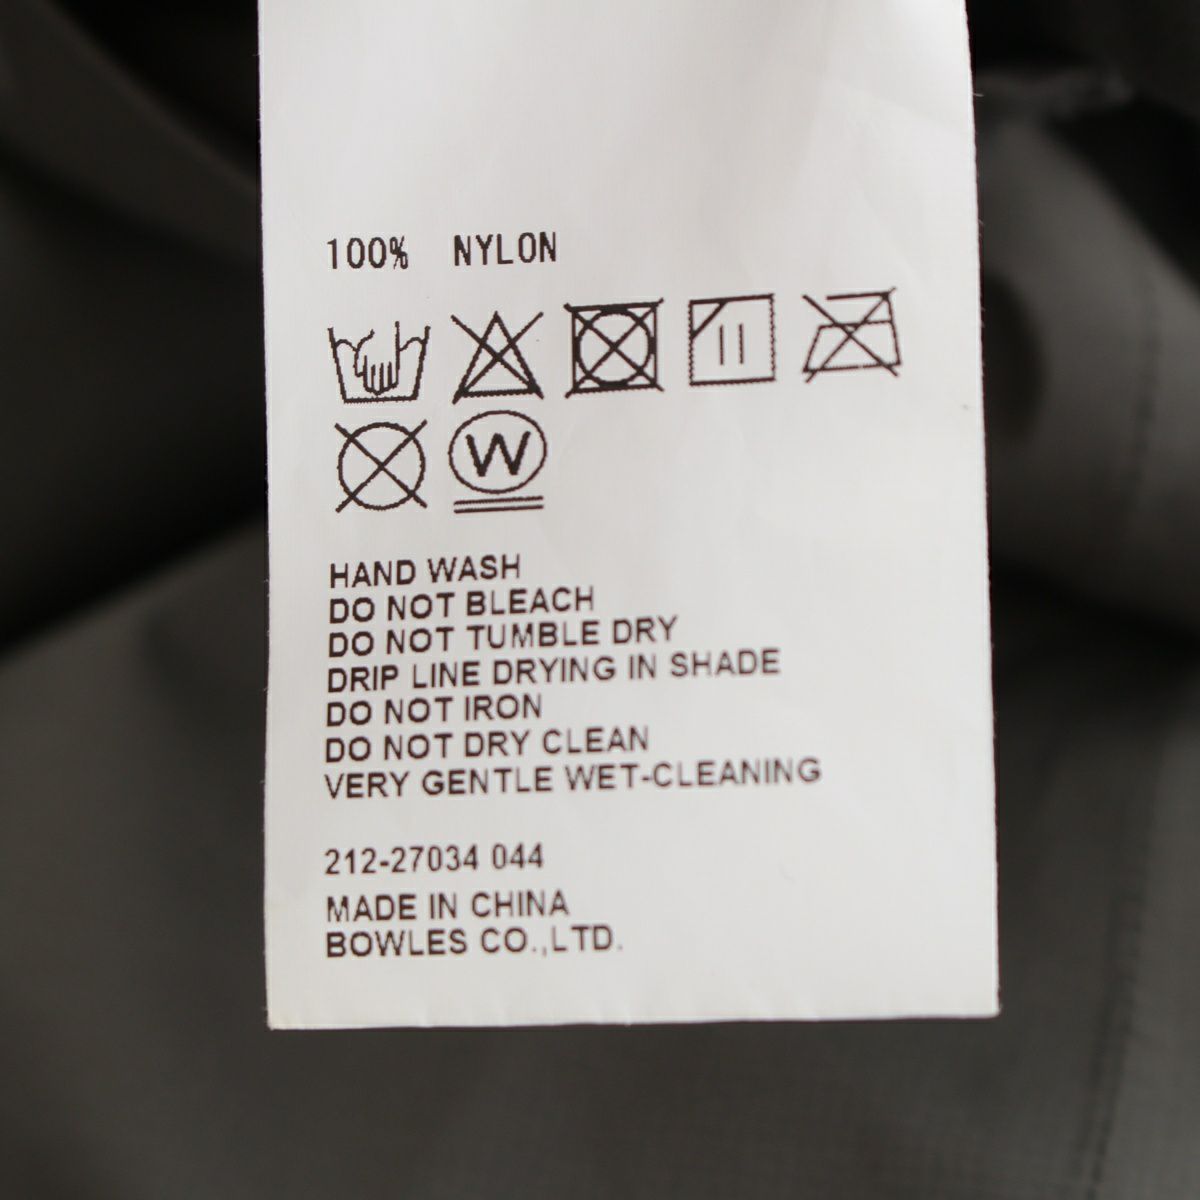 100% NYLON
W
HAND WASH
DO NOT BLEACH
DO NOT TUMBLE DRY
DRIP LINE DRYING IN SHADE
DO NOT IRON
DO NOT DRY CLEAN
VERY GENTLE WET-CLEANING
212-27034 044
MADE IN CHINA
BOWLES CO.,LTD.